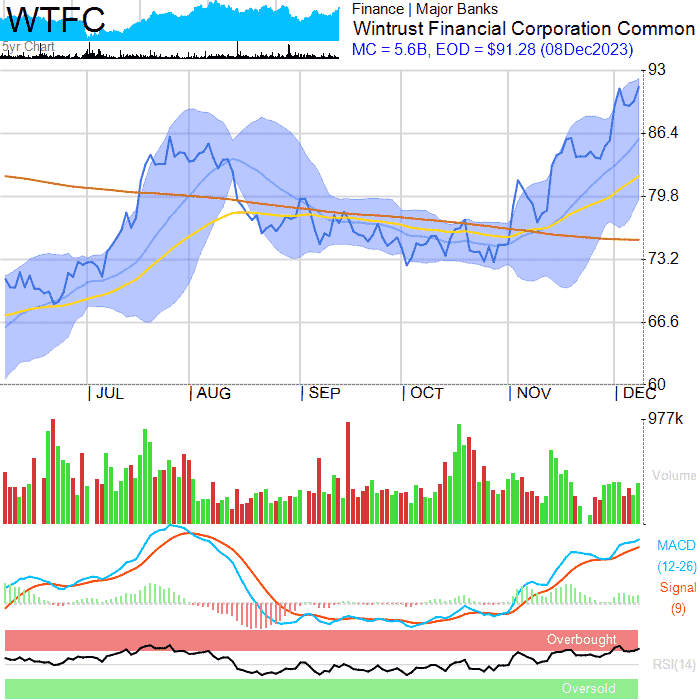 WTFC
5yr Chart
Finance | Major Banks
Wintrust Financial Corporation Common
MC = 5.6B, EOD = $91.28 (08Dec2023)
93
86.4
79.8
73.2
66.6
60
| JUL | AUG | SEP | OCT | NOV | DEC
977k
Volume
MACD
(12-26)
Signal
(9)
Overbought
RSI(14)
Oversold